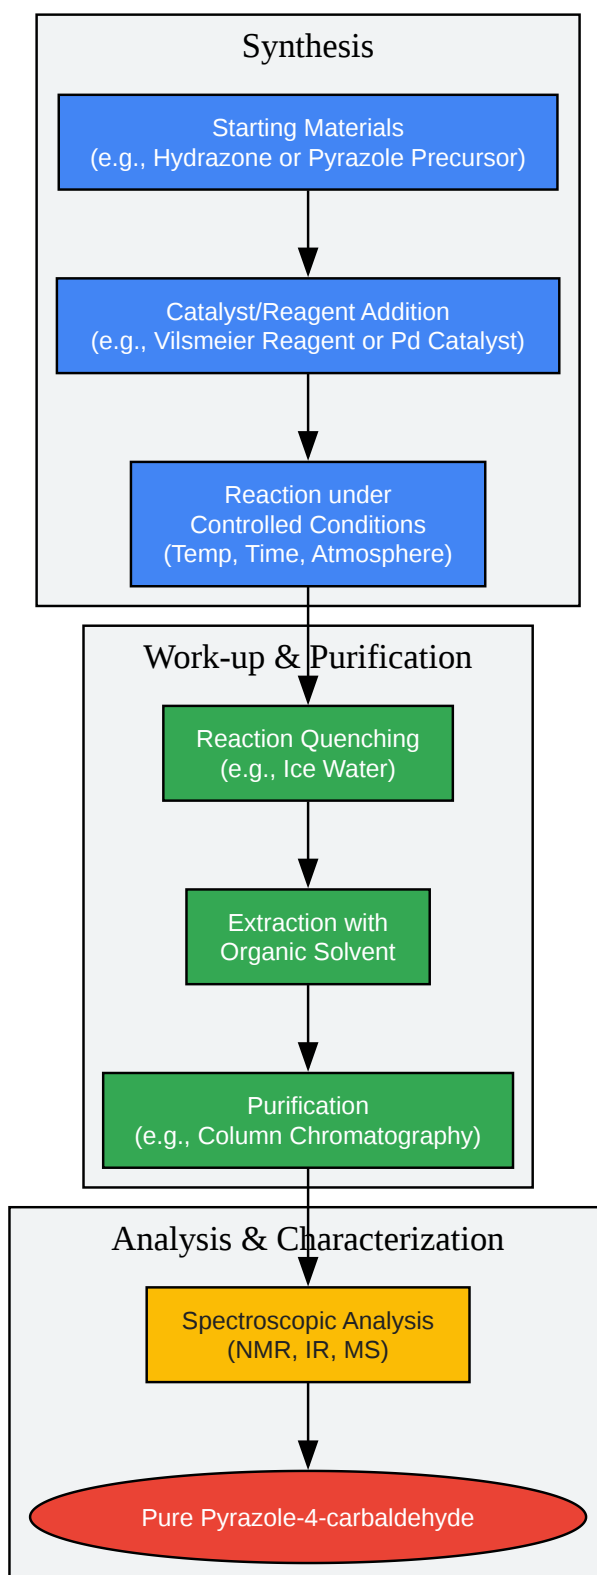 Synthesis
Starting Materials
(e.g., Hydrazone or Pyrazole Precursor)
Catalyst/Reagent Addition
(e.g., Vilsmeier Reagent or Pd Catalyst)
Reaction under
Controlled Conditions
(Temp, Time, Atmosphere)
Work-up & Purification
Reaction Quenching
(e.g., Ice Water)
Extraction with
Organic Solvent
Purification
(e.g., Column Chromatography)
Analysis & Characterization
Spectroscopic Analysis
(NMR, IR, MS)
Pure Pyrazole-4-carbaldehyde